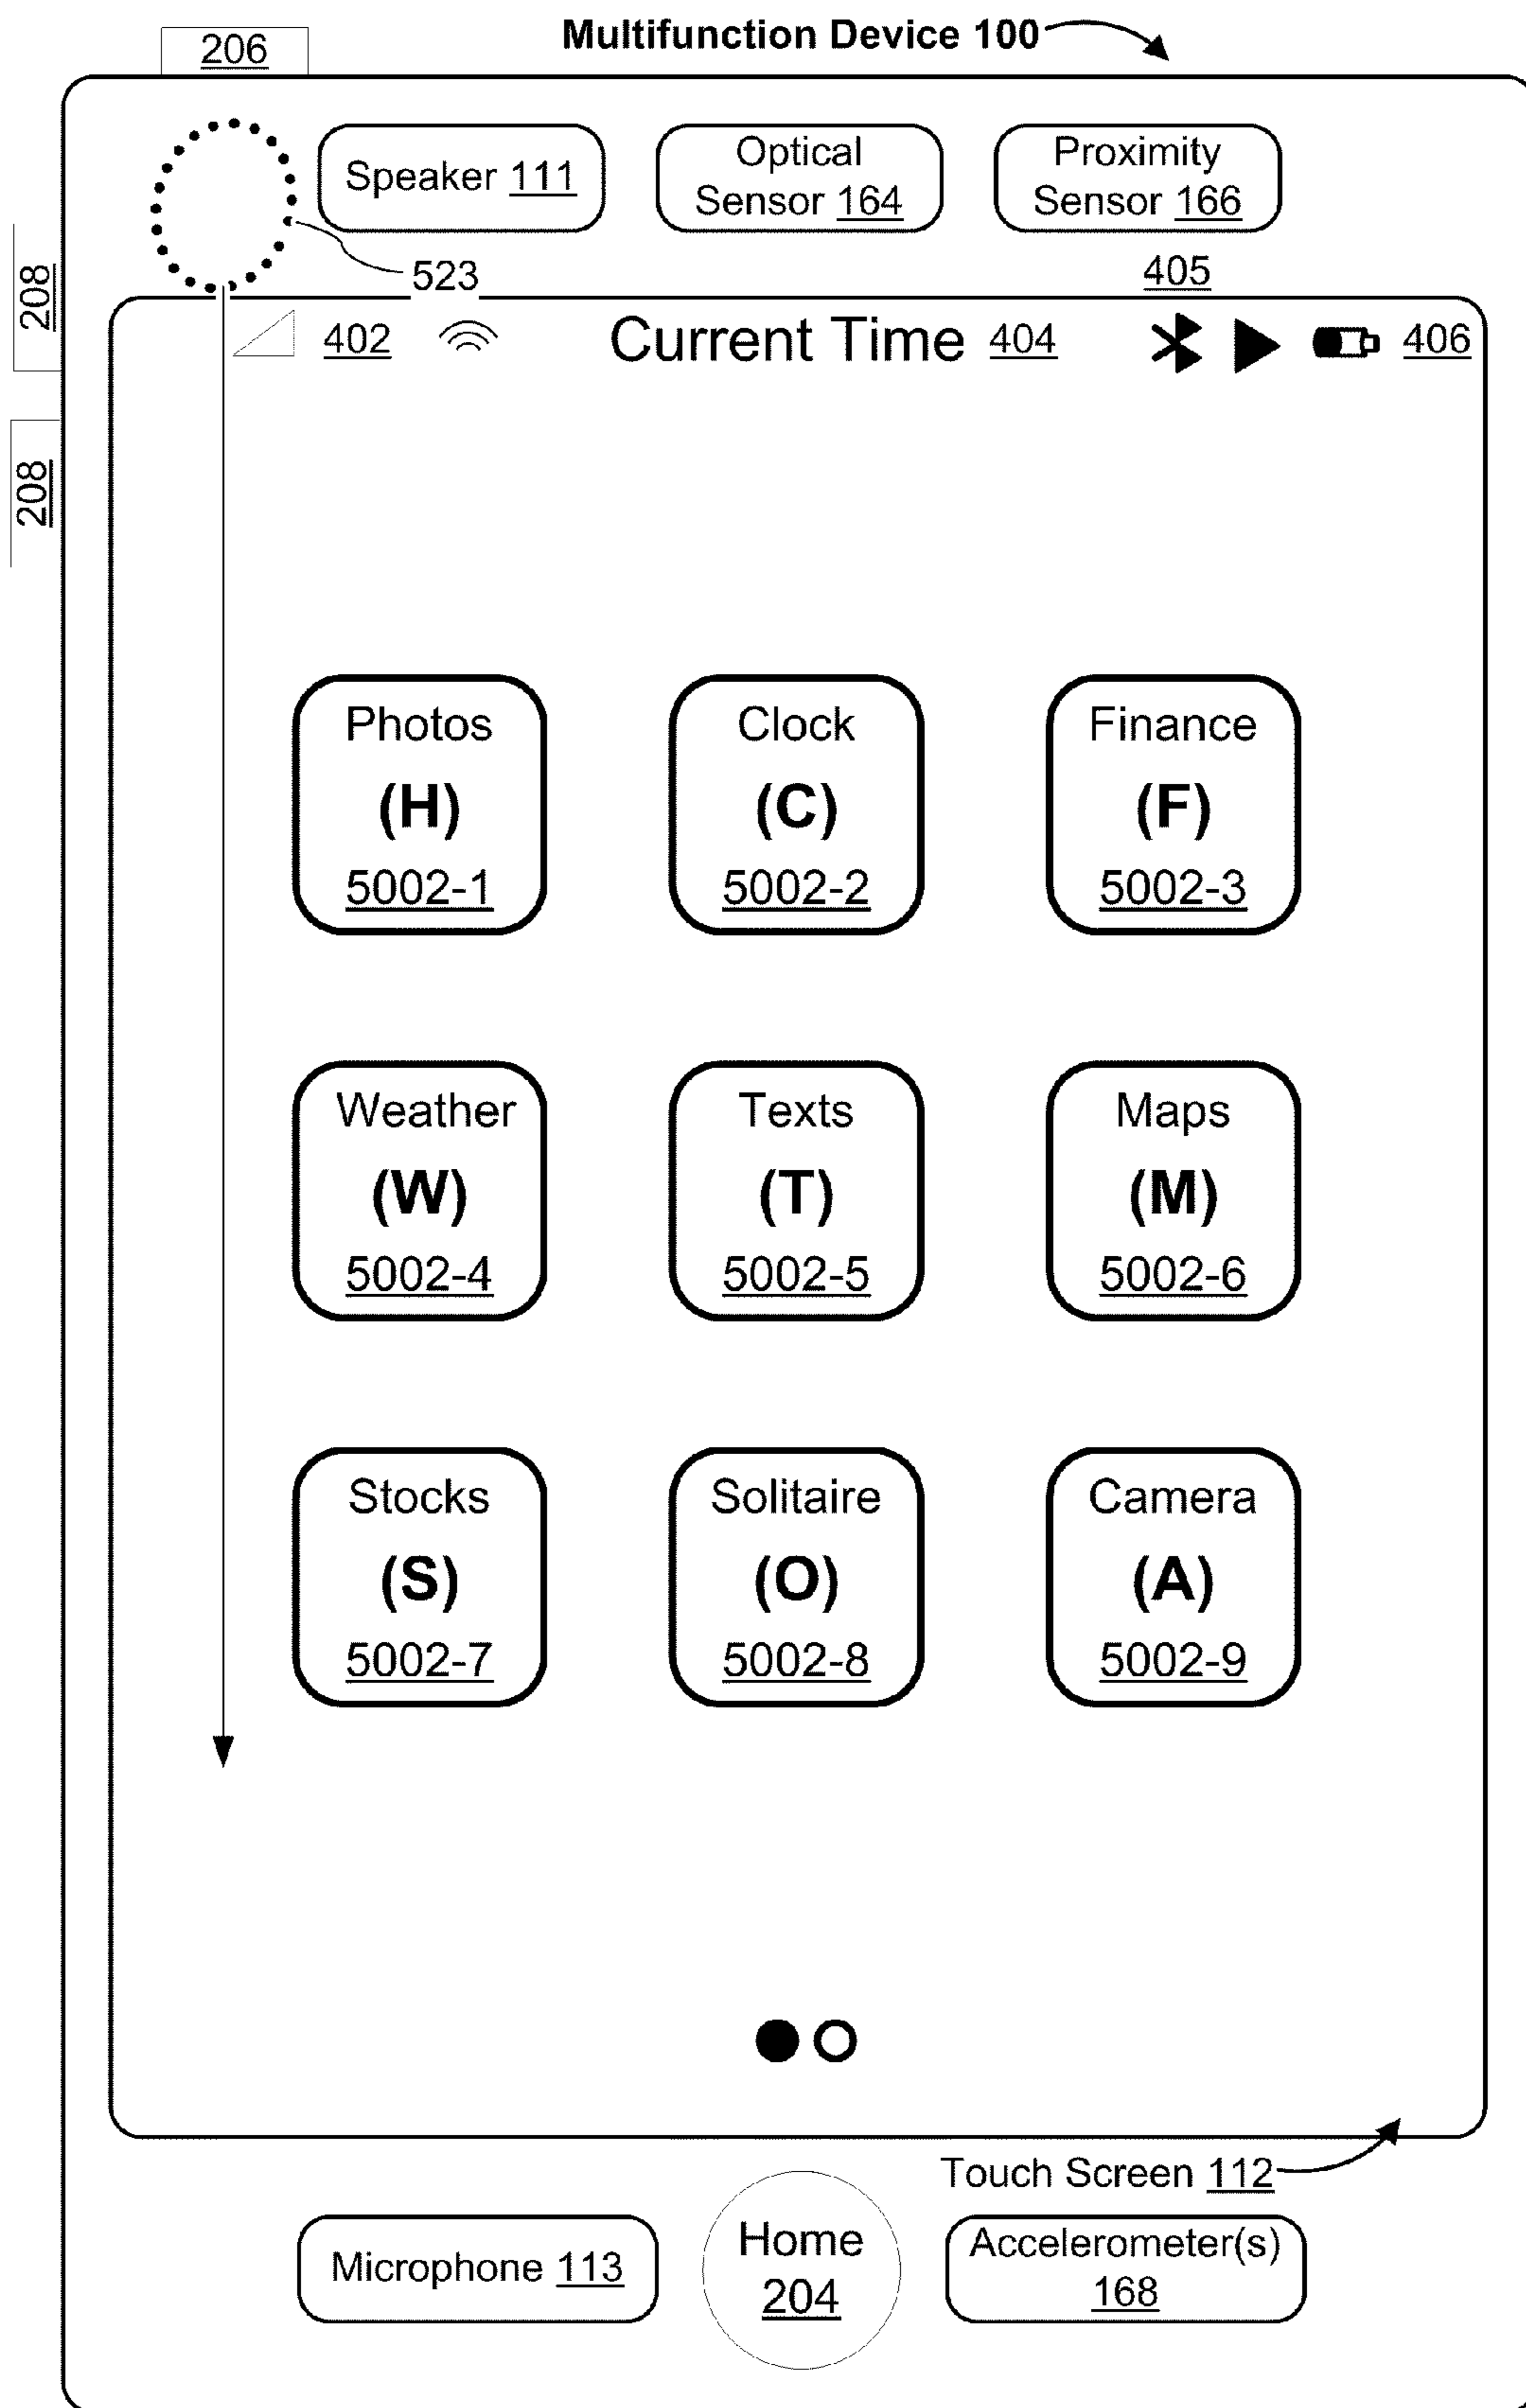 Multifunction Device 100
206
Speaker 111
Optical
Sensor 164
Proximity
Sensor 166
208
523
405
402
Current Time 404
406
208
Photos
(H)
5002-1
Clock
(C)
5002-2
Finance
(F)
5002-3
Weather
(W)
5002-4
Texts
(T)
5002-5
Maps
(M)
5002-6
Stocks
(S)
5002-7
Solitaire
(O)
5002-8
Camera
(A)
5002-9
Touch Screen 112
Microphone 113
Home
204
Accelerometer(s)
168